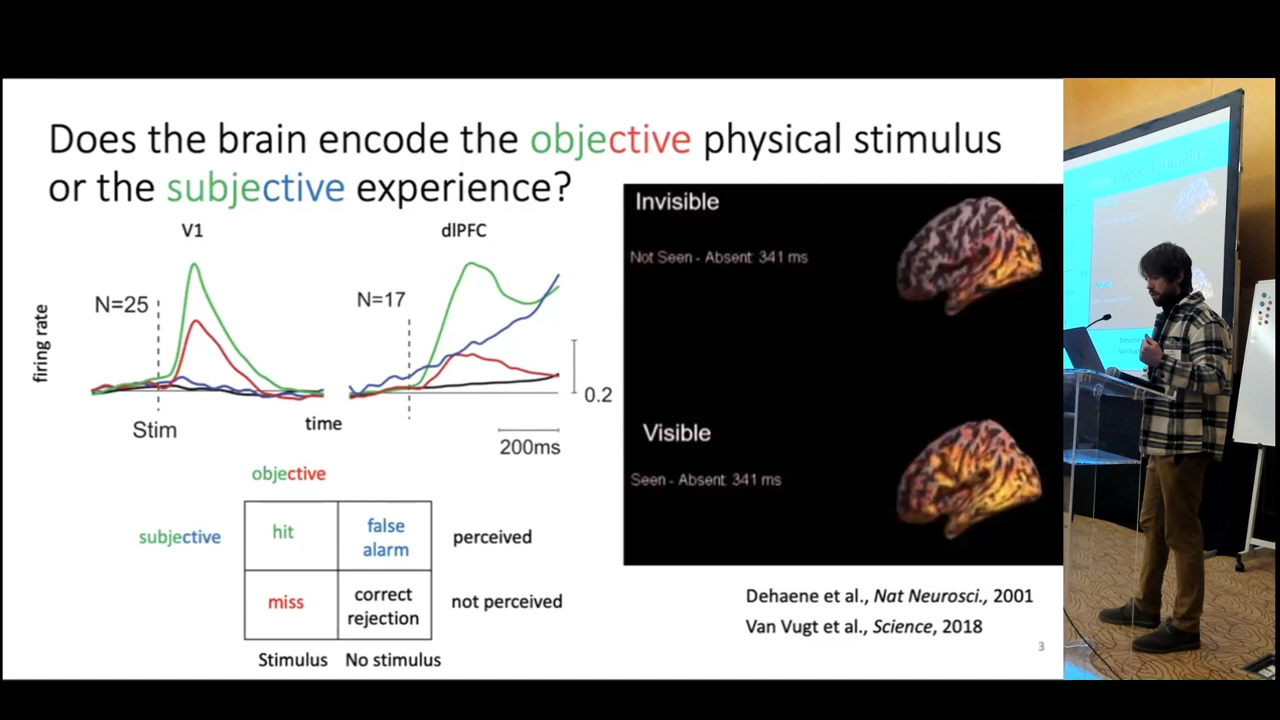 Does the brain encode the objective physical stimulus
or the subjective experience?
V1
dlPFC
N=25
N=17
firing rate
0.2
Stim
time
200ms
objective
subjective
hit
false
alarm
perceived
miss
correct
rejection
not perceived
Stimulus
No stimulus
Invisible
Not Seen - Absent: 341 ms
Visible
Seen - Absent: 341 ms
Dehaene et al., Nat Neurosci., 2001
Van Vugt et al., Science, 2018
3